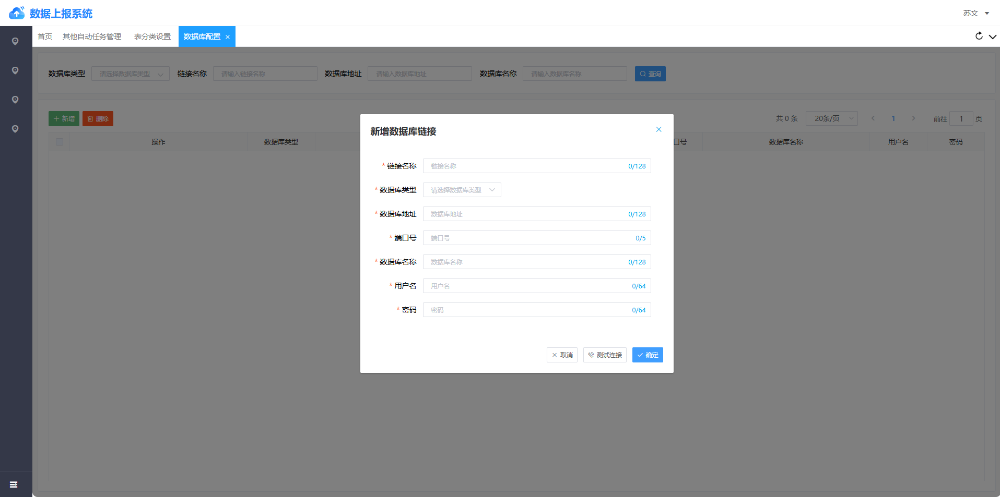 数据上报系统
苏文
首页 其他自动任务管理 表分类设置 数据库配置
数据库类型 请选择数据库类型 链接名称 请输入链接名称 数据库地址 请输入数据库地址 数据库名称 请输入数据库名称 查询
新增 删除 共 0 条 20条/页 1 前往 1 页
操作 数据库类型 口号 数据库名称 用户名 密码
新增数据库链接
* 链接名称 链接名称 0/128
* 数据库类型 请选择数据库类型
* 数据库地址 数据库地址 0/128
* 端口号 端口号 0/5
* 数据库名称 数据库名称 0/128
* 用户名 用户名 0/64
* 密码 密码 0/64
取消 测试连接 确定